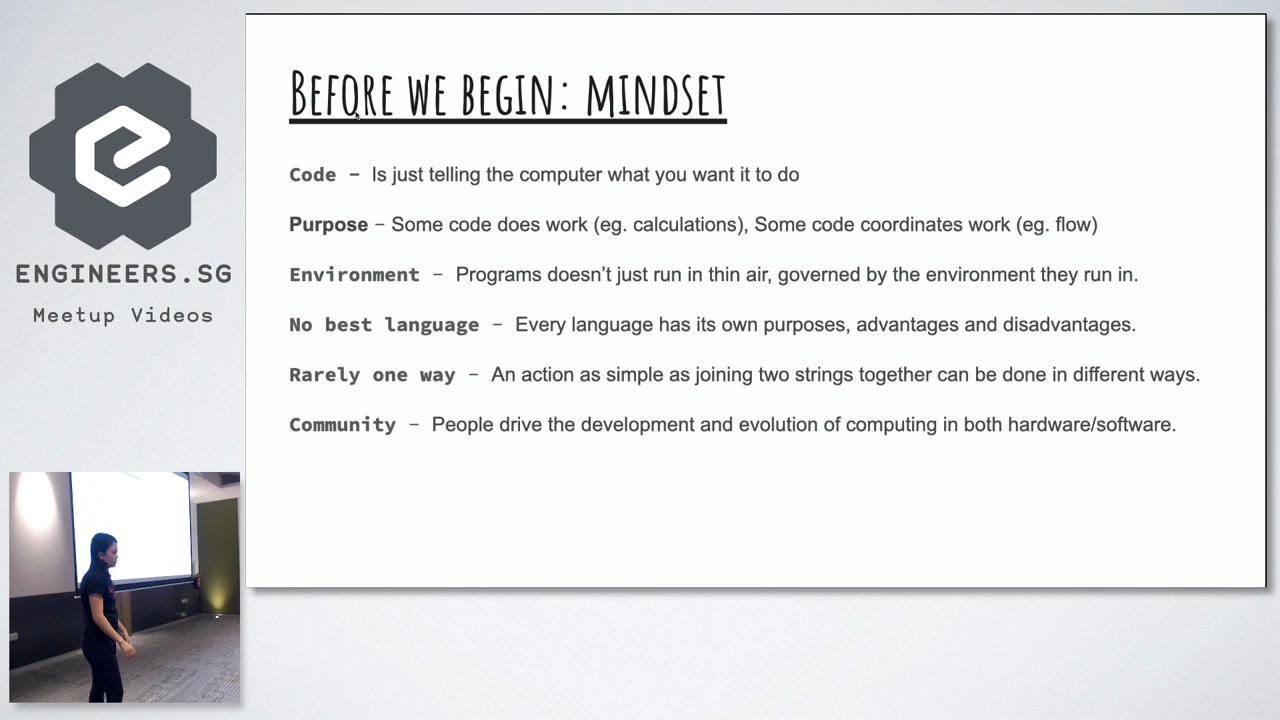 BEFORE WE BEGIN: MINDSET
Code – Is just telling the computer what you want it to do
Purpose – Some code does work (eg. calculations), Some code coordinates work (eg. flow)
Environment – Programs doesn’t just run in thin air, governed by the environment they run in.
No best language – Every language has its own purposes, advantages and disadvantages.
Rarely one way – An action as simple as joining two strings together can be done in different ways.
Community – People drive the development and evolution of computing in both hardware/software.
ENGINEERS.SG
Meetup Videos